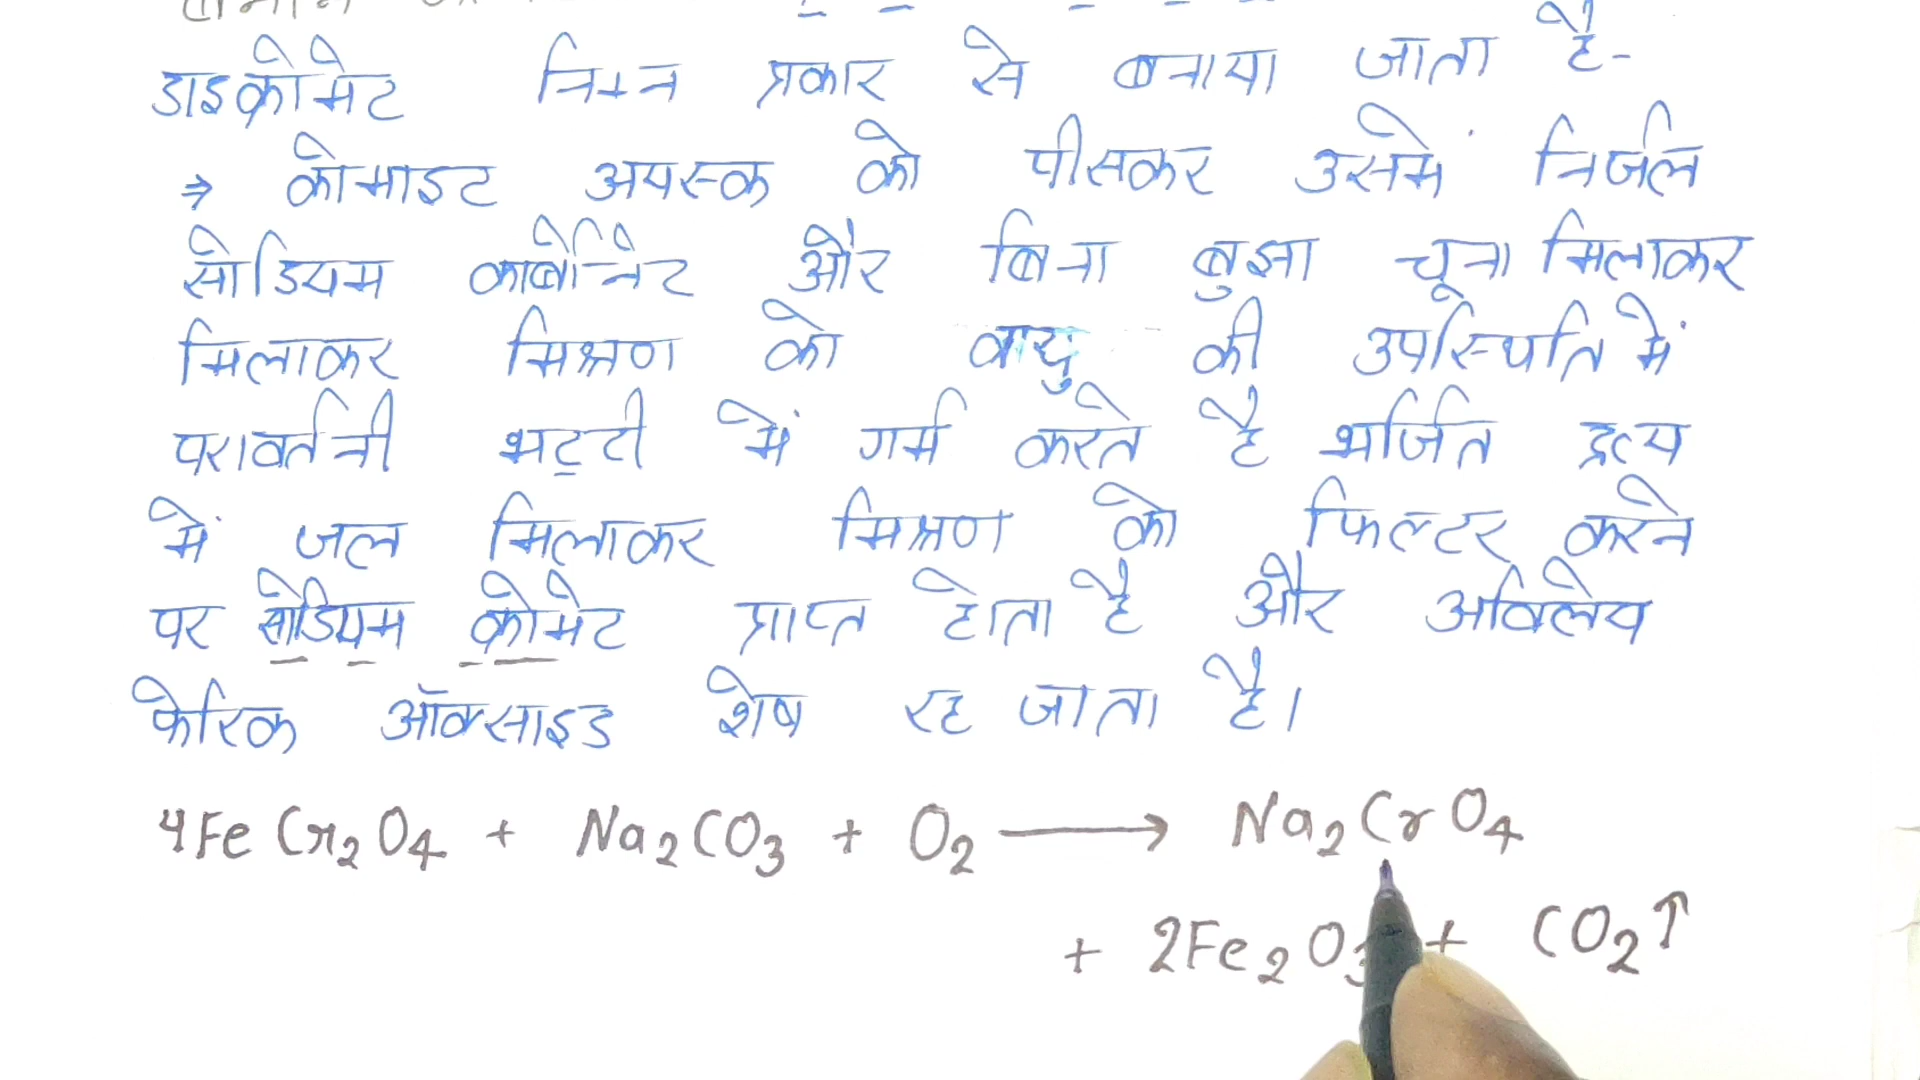 डाइक्रोमेट निम्न प्रकार से बनाया जाता है-
⇒ क्रोमाइट अयस्क को पीसकर उसमें निर्जल
सोडियम कार्बोनेट और बिना बुझा चूना मिलाकर
मिलाकर मिश्रण को वायु की उपस्थिति में
परावर्तनी भट्टी में गर्म करते है भर्जित द्रव्य
में जल मिलाकर मिश्रण को फिल्टर करने
पर सोडियम क्रोमेट प्राप्त होता है और अविलेय
फेरिक ऑक्साइड शेष रह जाता है।
4FeCr₂O₄ + Na₂CO₃ + O₂ ⟶ Na₂CrO₄
+ 2Fe₂O₃ + CO₂↑